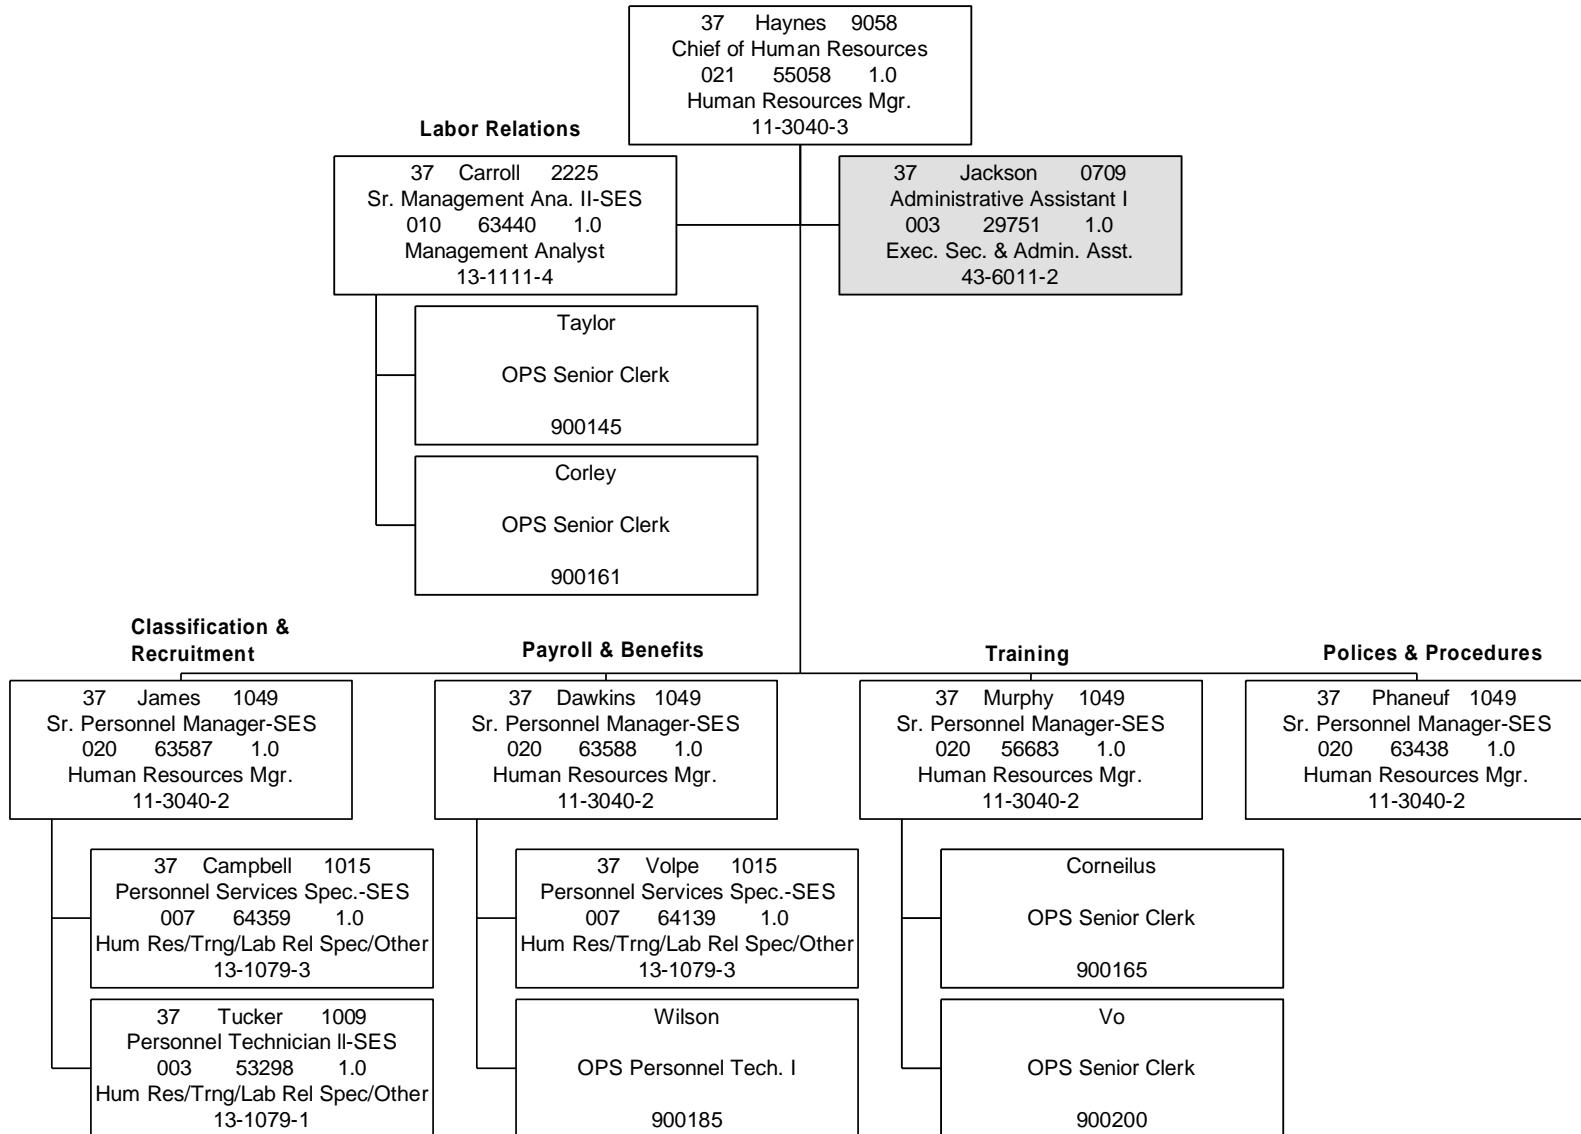 37 Haynes 9058
Chief of Human Resources
021 55058 1.0
Human Resources Mgr.
11-3040-3
Labor Relations
37 Carroll 2225
Sr. Management Ana. II-SES
010 63440 1.0
Management Analyst
13-1111-4
37 Jackson 0709
Administrative Assistant I
003 29751 1.0
Exec. Sec. & Admin. Asst.
43-6011-2
Taylor
OPS Senior Clerk
900145
Corley
OPS Senior Clerk
900161
Classification &
Recruitment
37 James 1049
Sr. Personnel Manager-SES
020 63587 1.0
Human Resources Mgr.
11-3040-2
37 Campbell 1015
Personnel Services Spec.-SES
007 64359 1.0
Hum Res/Trng/Lab Rel Spec/Other
13-1079-3
37 Tucker 1009
Personnel Technician II-SES
003 53298 1.0
Hum Res/Trng/Lab Rel Spec/Other
13-1079-1
Payroll & Benefits
37 Dawkins 1049
Sr. Personnel Manager-SES
020 63588 1.0
Human Resources Mgr.
11-3040-2
37 Volpe 1015
Personnel Services Spec.-SES
007 64139 1.0
Hum Res/Trng/Lab Rel Spec/Other
13-1079-3
Wilson
OPS Personnel Tech. I
900185
Training
37 Murphy 1049
Sr. Personnel Manager-SES
020 56683 1.0
Human Resources Mgr.
11-3040-2
Corneilus
OPS Senior Clerk
900165
Vo
OPS Senior Clerk
900200
Polices & Procedures
37 Phaneuf 1049
Sr. Personnel Manager-SES
020 63438 1.0
Human Resources Mgr.
11-3040-2